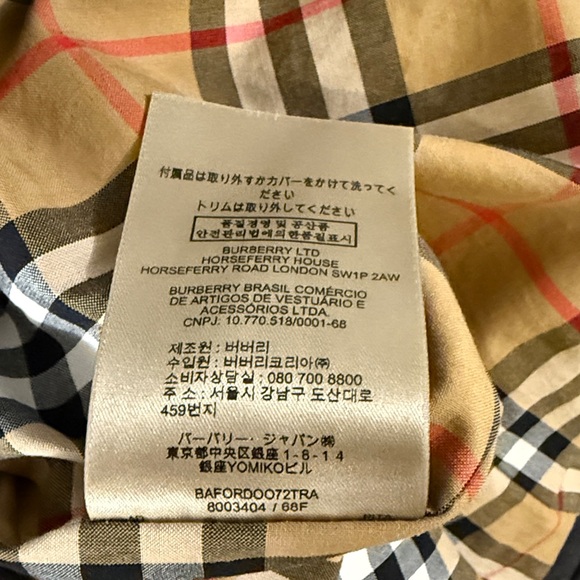 付属品は取り外すかカバーをかけて洗ってく
ださい
トリムは取り外してください
품질경영 및 공산품
안전관리법에의한품질표시
BURBERRY LTD
HORSEFERRY HOUSE
HORSEFERRY ROAD LONDON SW1P 2AW
BURBERRY BRASIL COMÉRCIO
DE ARTIGOS DE VESTUÁRIO E
ACESSÓRIOS LTDA.
CNPJ: 10.770.518/0001-68
제조원 : 버버리
수입원 : 버버리코리아㈜
소비자상담실 : 080 700 8800
주 소 : 서울시 강남구 도산대로
459번지
バーバリー・ジャパン㈱
東京都中央区銀座1-8-14
銀座YOMIKOビル
BAFORDOO72TRA
8003404 / 68F